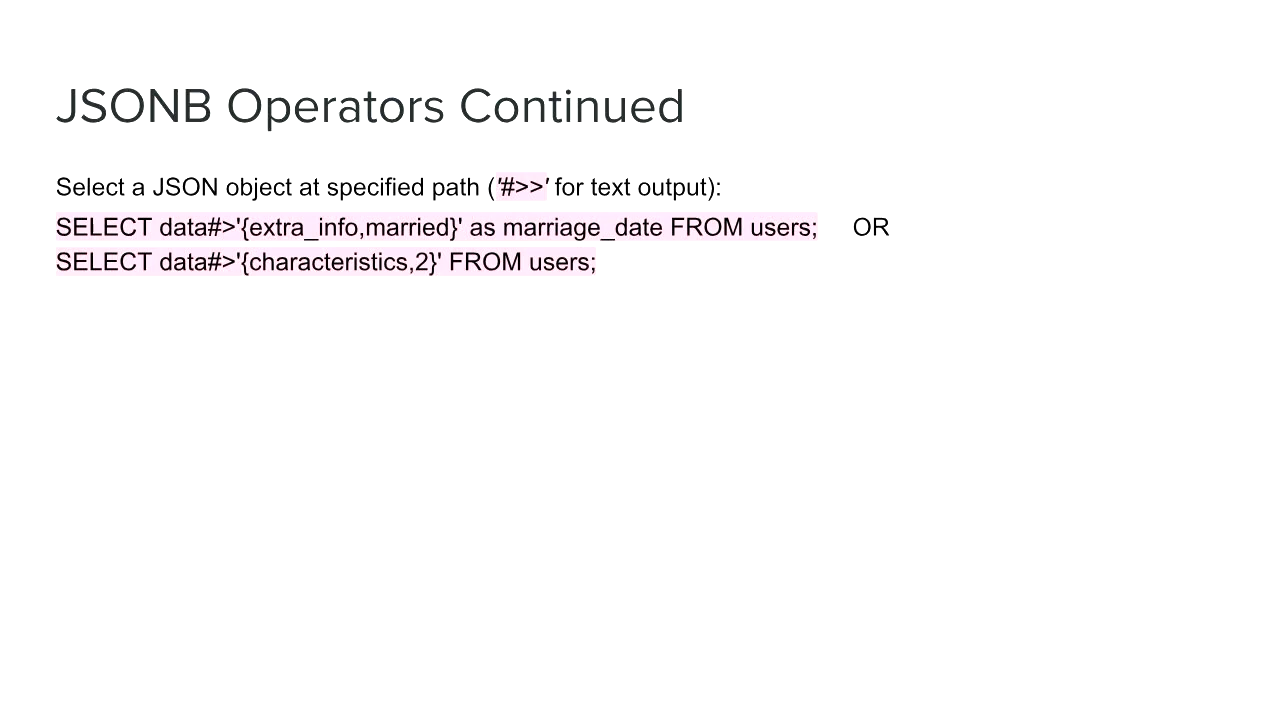 JSONB Operators Continued
Select a JSON object at specified path ('#>>' for text output):
SELECT data#>'{extra_info,married}' as marriage_date FROM users; OR
SELECT data#>'{characteristics,2}' FROM users;